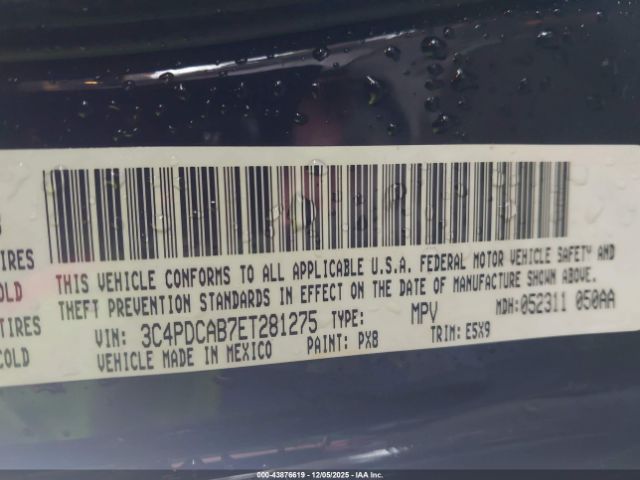 IRES
OLD
IRES
COLD
THIS VEHICLE CONFORMS TO ALL APPLICABLE U.S.A. FEDERAL MOTOR VEHICLE SAFETY AND
THEFT PREVENTION STANDARDS IN EFFECT ON THE DATE OF MANUFACTURE SHOWN ABOVE.
VIN: 3C4PDCAB7ET281275 TYPE: MPV MDH: 052311 050AA
VEHICLE MADE IN MEXICO PAINT: PX8 TRIM: E5X9
000-43876619 | 12/05/2025 - IAA Inc.